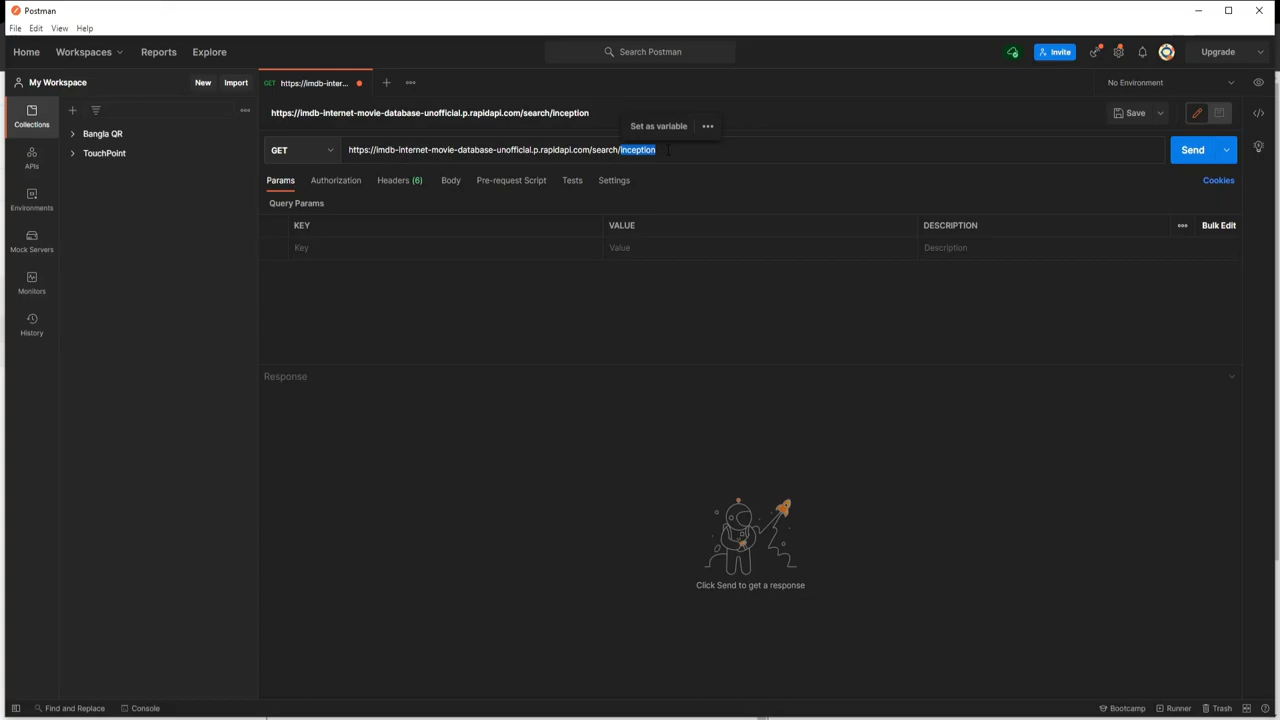 Postman
File Edit View Help
Home Workspaces Reports Explore Search Postman Invite Upgrade
My Workspace New Import GET https://imdb-inter... No Environment
Collections
APIs
Environments
Mock Servers
Monitors
History
Bangla QR
TouchPoint
https://imdb-internet-movie-database-unofficial.p.rapidapi.com/search/inception Save
Set as variable
GET https://imdb-internet-movie-database-unofficial.p.rapidapi.com/search/inception Send
Params Authorization Headers (6) Body Pre-request Script Tests Settings Cookies
Query Params
KEY VALUE DESCRIPTION Bulk Edit
Key Value Description
Response
Click Send to get a response
Find and Replace Console Bootcamp Runner Trash